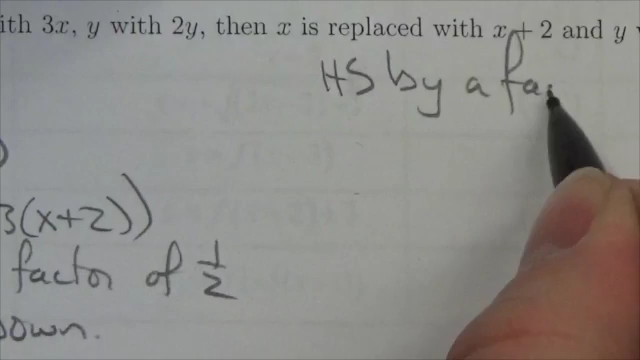 ith 3x, y with 2y, then x is replaced with x + 2 and y
HS by a fa
3(x+2))
factor of 1/2
own.